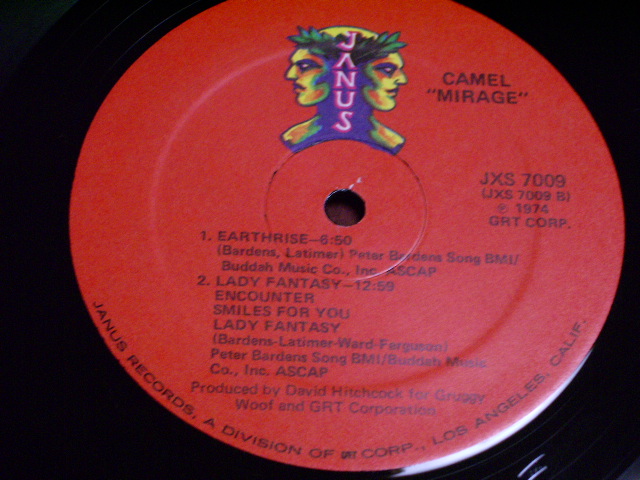 JANUS
CAMEL
"MIRAGE"
JXS 7009
(JXS 7009 B)
℗ 1974
GRT CORP.
1. EARTHRISE—6:50
(Bardens, Latimer) Peter Bardens Song BMI/
Buddah Music Co., Inc. ASCAP
2. LADY FANTASY—12:59
ENCOUNTER
SMILES FOR YOU
LADY FANTASY
(Bardens-Latimer-Ward-Ferguson)
Peter Bardens Song BMI/Buddah Music
Co., Inc. ASCAP
Produced by David Hitchcock for Gruggy
Woof and GRT Corporation
JANUS RECORDS, A DIVISION OF GRT CORP., LOS ANGELES, CALIF.